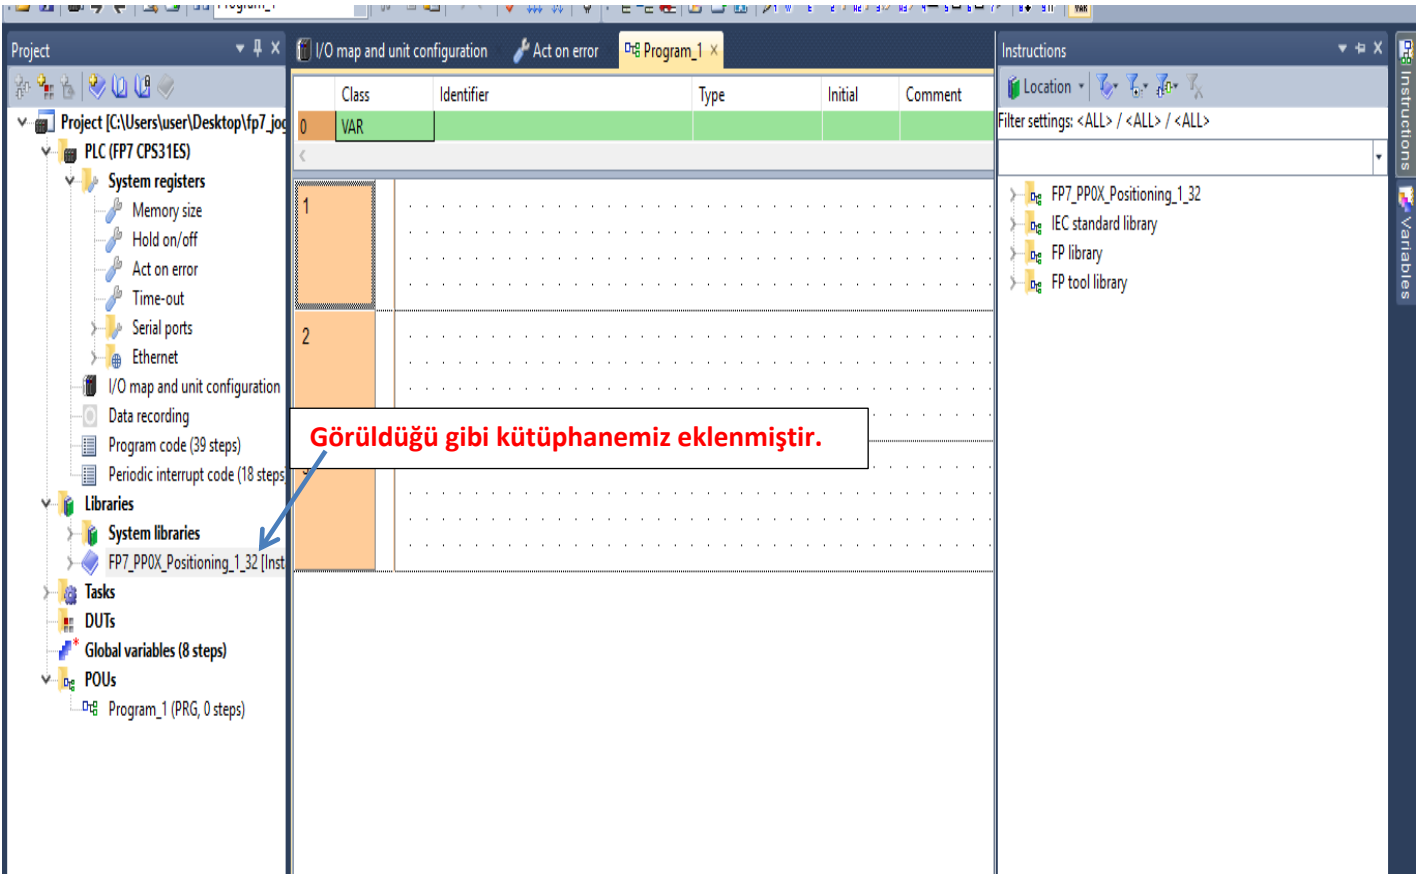 Program_1
Project
I/O map and unit configuration
Act on error
Program_1
Instructions
Location
Filter settings: <ALL> / <ALL> / <ALL>
FP7_PP0X_Positioning_1_32
IEC standard library
FP library
FP tool library
Instructions
Variables
Class Identifier Type Initial Comment
0 VAR
1
2
Görüldüğü gibi kütüphanemiz eklenmiştir.
Project [C:\Users\user\Desktop\fp7_jog
PLC (FP7 CPS31ES)
System registers
Memory size
Hold on/off
Act on error
Time-out
Serial ports
Ethernet
I/O map and unit configuration
Data recording
Program code (39 steps)
Periodic interrupt code (18 steps
Libraries
System libraries
FP7_PP0X_Positioning_1_32 [Inst
Tasks
DUTs
Global variables (8 steps)
POUs
Program_1 (PRG, 0 steps)